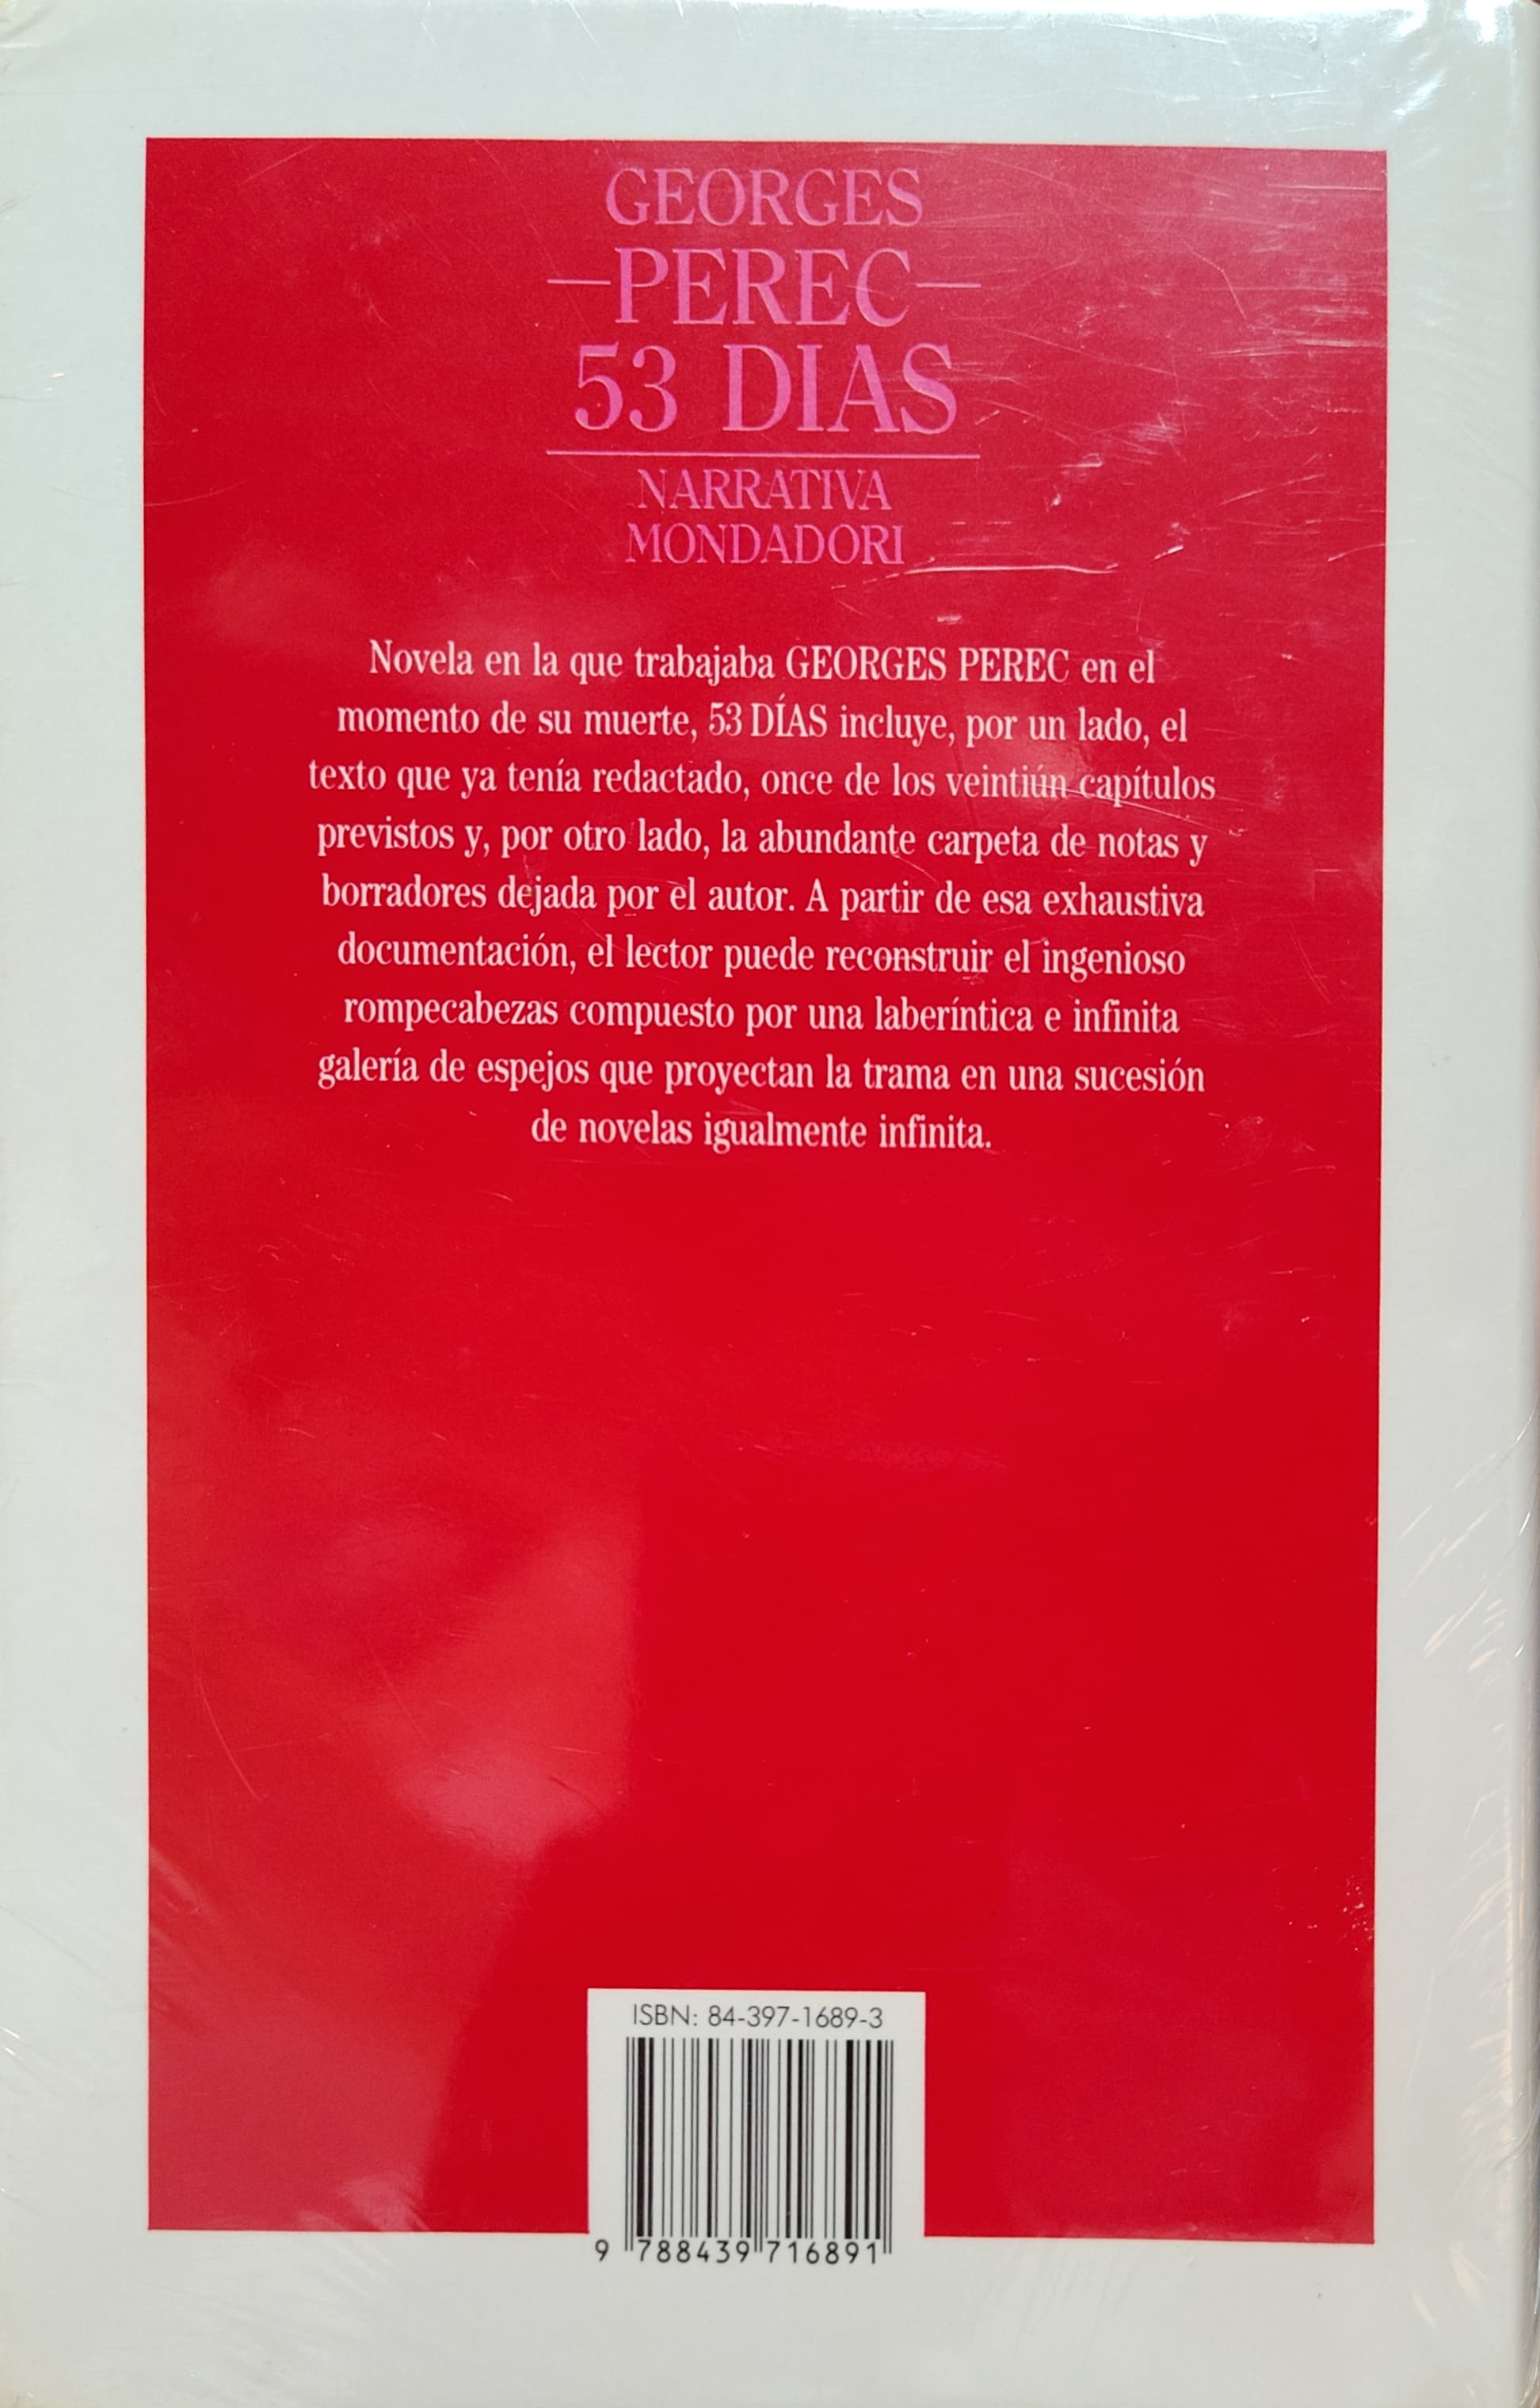 GEORGES
—PEREC—
53 DIAS
NARRATIVA
MONDADORI
Novela en la que trabajaba GEORGES PEREC en el
momento de su muerte, 53 DÍAS incluye, por un lado, el
texto que ya tenía redactado, once de los veintiún capítulos
previstos y, por otro lado, la abundante carpeta de notas y
borradores dejada por el autor. A partir de esa exhaustiva
documentación, el lector puede reconstruir el ingenioso
rompecabezas compuesto por una laberíntica e infinita
galería de espejos que proyectan la trama en una sucesión
de novelas igualmente infinita.
ISBN: 84-397-1689-3
9 788439 716891